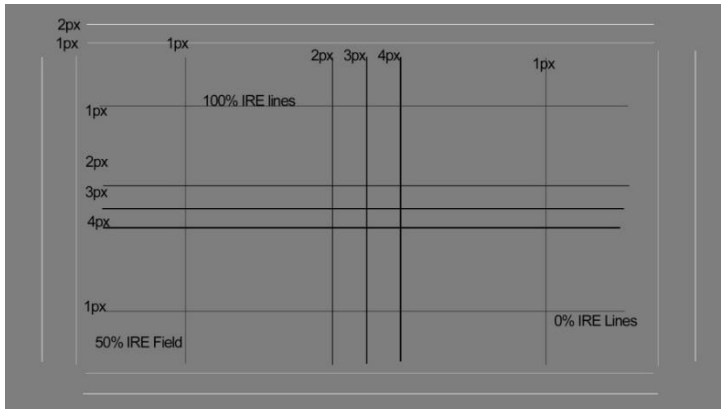 2px
1px
1px
2px
3px
4px
1px
100% IRE lines
1px
2px
3px
4px
1px
0% IRE Lines
50% IRE Field